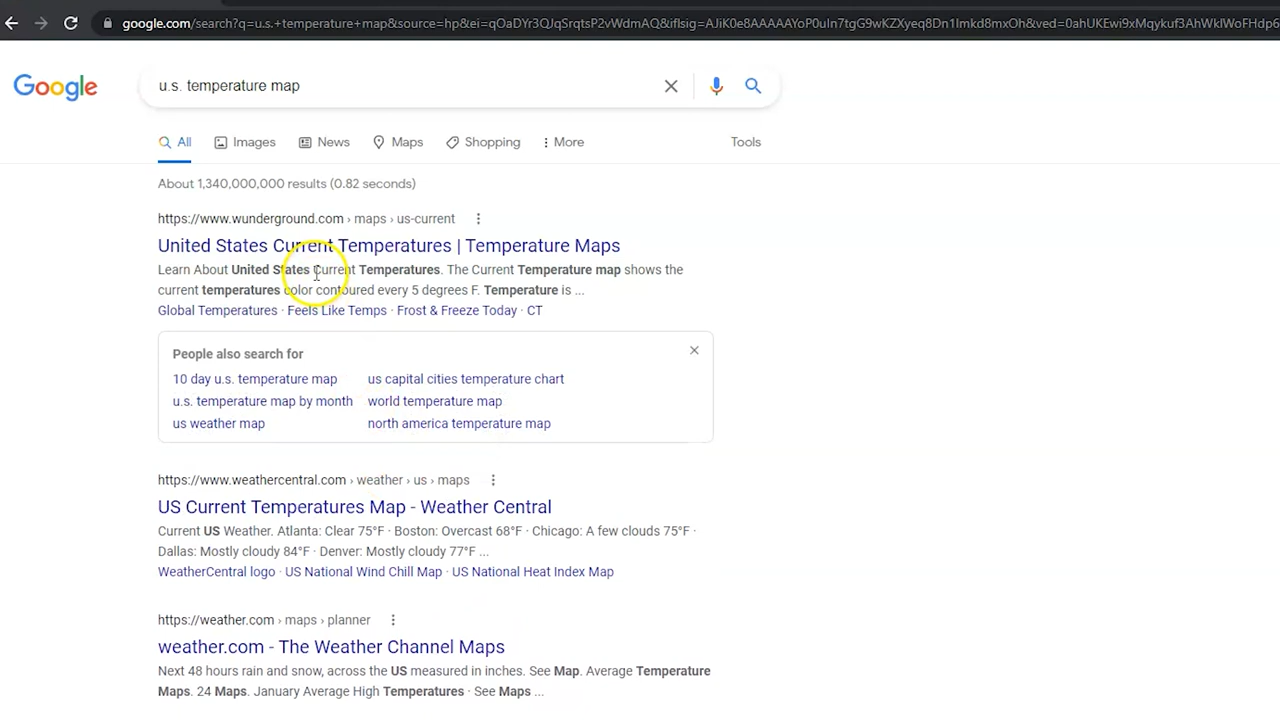 google.com/search?q=u.s.+temperature+map&source=hp&ei=qOaDYr3QJqSrqtsP2vWdmAQ&iflsig=AJiK0e8AAAAAYoP0uIn7tgG9wKZXyeq8Dn1Imkd8mxOh&ved=0ahUKEwi9xMqykuf3AhWklWoFHdp6
Google
u.s. temperature map
All Images News Maps Shopping More Tools
About 1,340,000,000 results (0.82 seconds)
https://www.wunderground.com › maps › us-current
United States Current Temperatures | Temperature Maps
Learn About United States Current Temperatures. The Current Temperature map shows the
current temperatures color contoured every 5 degrees F. Temperature is ...
Global Temperatures · Feels Like Temps · Frost & Freeze Today · CT
People also search for
10 day u.s. temperature map us capital cities temperature chart
u.s. temperature map by month world temperature map
us weather map north america temperature map
https://www.weathercentral.com › weather › us › maps
US Current Temperatures Map - Weather Central
Current US Weather. Atlanta: Clear 75°F · Boston: Overcast 68°F · Chicago: A few clouds 75°F ·
Dallas: Mostly cloudy 84°F · Denver: Mostly cloudy 77°F ...
WeatherCentral logo · US National Wind Chill Map · US National Heat Index Map
https://weather.com › maps › planner
weather.com - The Weather Channel Maps
Next 48 hours rain and snow, across the US measured in inches. See Map. Average Temperature
Maps. 24 Maps. January Average High Temperatures · See Maps ...